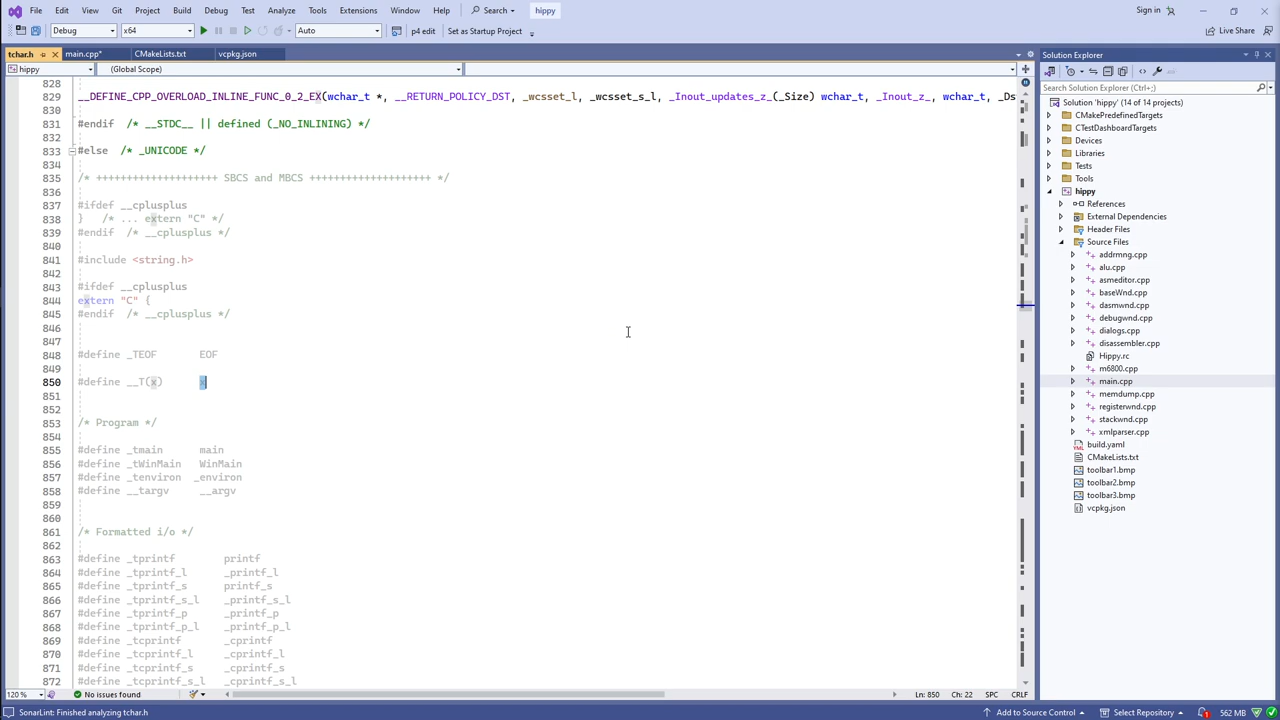 File Edit View Git Project Build Debug Test Analyze Tools Extensions Window Help Search hippy Sign in
Debug x64 Auto p4 edit Set as Startup Project Live Share
tchar.h main.cpp* CMakeLists.txt vcpkg.json
hippy (Global Scope)
828
829 __DEFINE_CPP_OVERLOAD_INLINE_FUNC_0_2_EX(wchar_t *, __RETURN_POLICY_DST, _wcsset_l, _wcsset_s_l, _Inout_updates_z_(_Size) wchar_t, _Inout_z_, wchar_t, _Ds
830
831 #endif /* __STDC__ || defined (_NO_INLINING) */
832
833 #else /* _UNICODE */
834
835 /* ++++++++++++++++++++ SBCS and MBCS ++++++++++++++++++++ */
836
837 #ifdef __cplusplus
838 } /* ... extern "C" */
839 #endif /* __cplusplus */
840
841 #include <string.h>
842
843 #ifdef __cplusplus
844 extern "C" {
845 #endif /* __cplusplus */
846
847
848 #define _TEOF EOF
849
850 #define __T(x) x
851
852
853 /* Program */
854
855 #define _tmain main
856 #define _tWinMain WinMain
857 #define _tenviron _environ
858 #define __targv __argv
859
860
861 /* Formatted i/o */
862
863 #define _tprintf printf
864 #define _tprintf_l _printf_l
865 #define _tprintf_s printf_s
866 #define _tprintf_s_l _printf_s_l
867 #define _tprintf_p _printf_p
868 #define _tprintf_p_l _printf_p_l
869 #define _tcprintf _cprintf
870 #define _tcprintf_l _cprintf_l
871 #define _tcprintf_s _cprintf_s
872 #define _tcprintf_s_l _cprintf_s_l
120 % No issues found Ln: 850 Ch: 22 SPC CRLF
Solution Explorer
Search Solution Explorer (Ctrl+;)
Solution 'hippy' (14 of 14 projects)
CMakePredefinedTargets
CTestDashboardTargets
Devices
Libraries
Tests
Tools
hippy
References
External Dependencies
Header Files
Source Files
addrmng.cpp
alu.cpp
asmeditor.cpp
baseWnd.cpp
dasmwnd.cpp
debugwnd.cpp
dialogs.cpp
disassembler.cpp
Hippy.rc
m6800.cpp
main.cpp
memdump.cpp
registerwnd.cpp
stackwnd.cpp
xmlparser.cpp
build.yaml
CMakeLists.txt
toolbar1.bmp
toolbar2.bmp
toolbar3.bmp
vcpkg.json
SonarLint: Finished analyzing tchar.h Add to Source Control Select Repository 1 562 MB